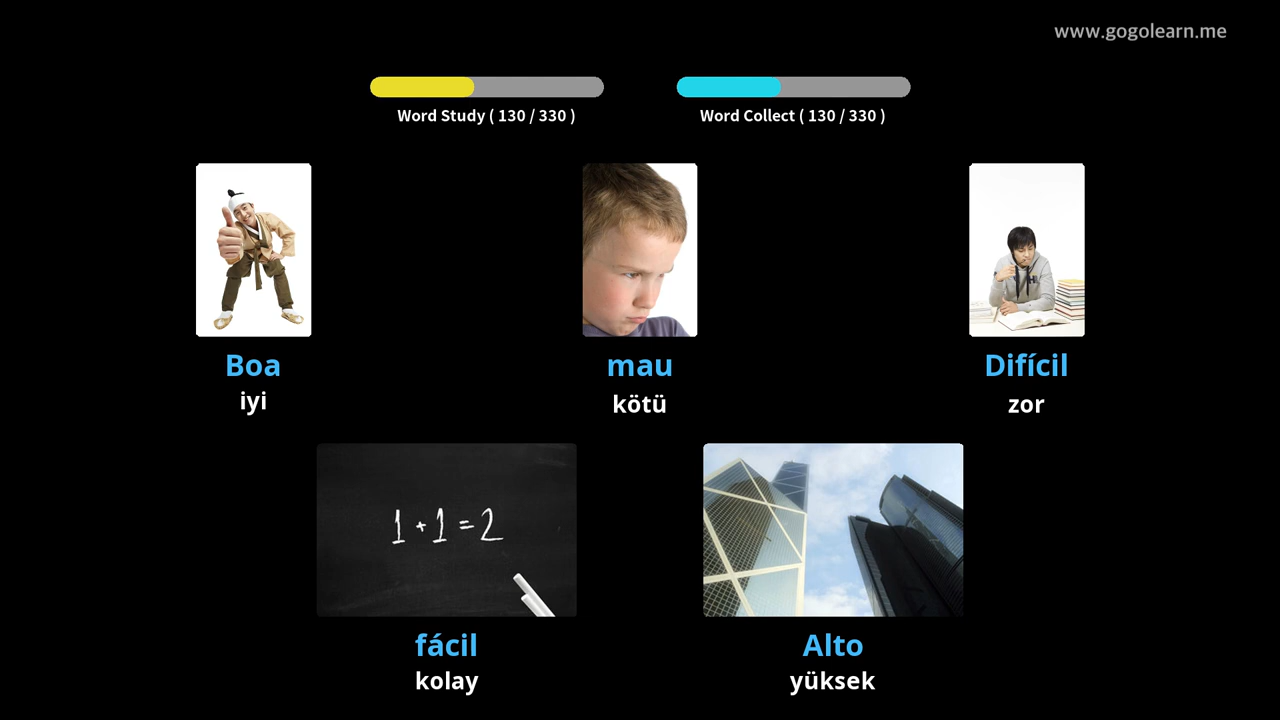 www.gogolearn.me
Word Study ( 130 / 330 )
Word Collect ( 130 / 330 )
Boa
iyi
mau
kötü
Difícil
zor
1 + 1 = 2
fácil
kolay
Alto
yüksek